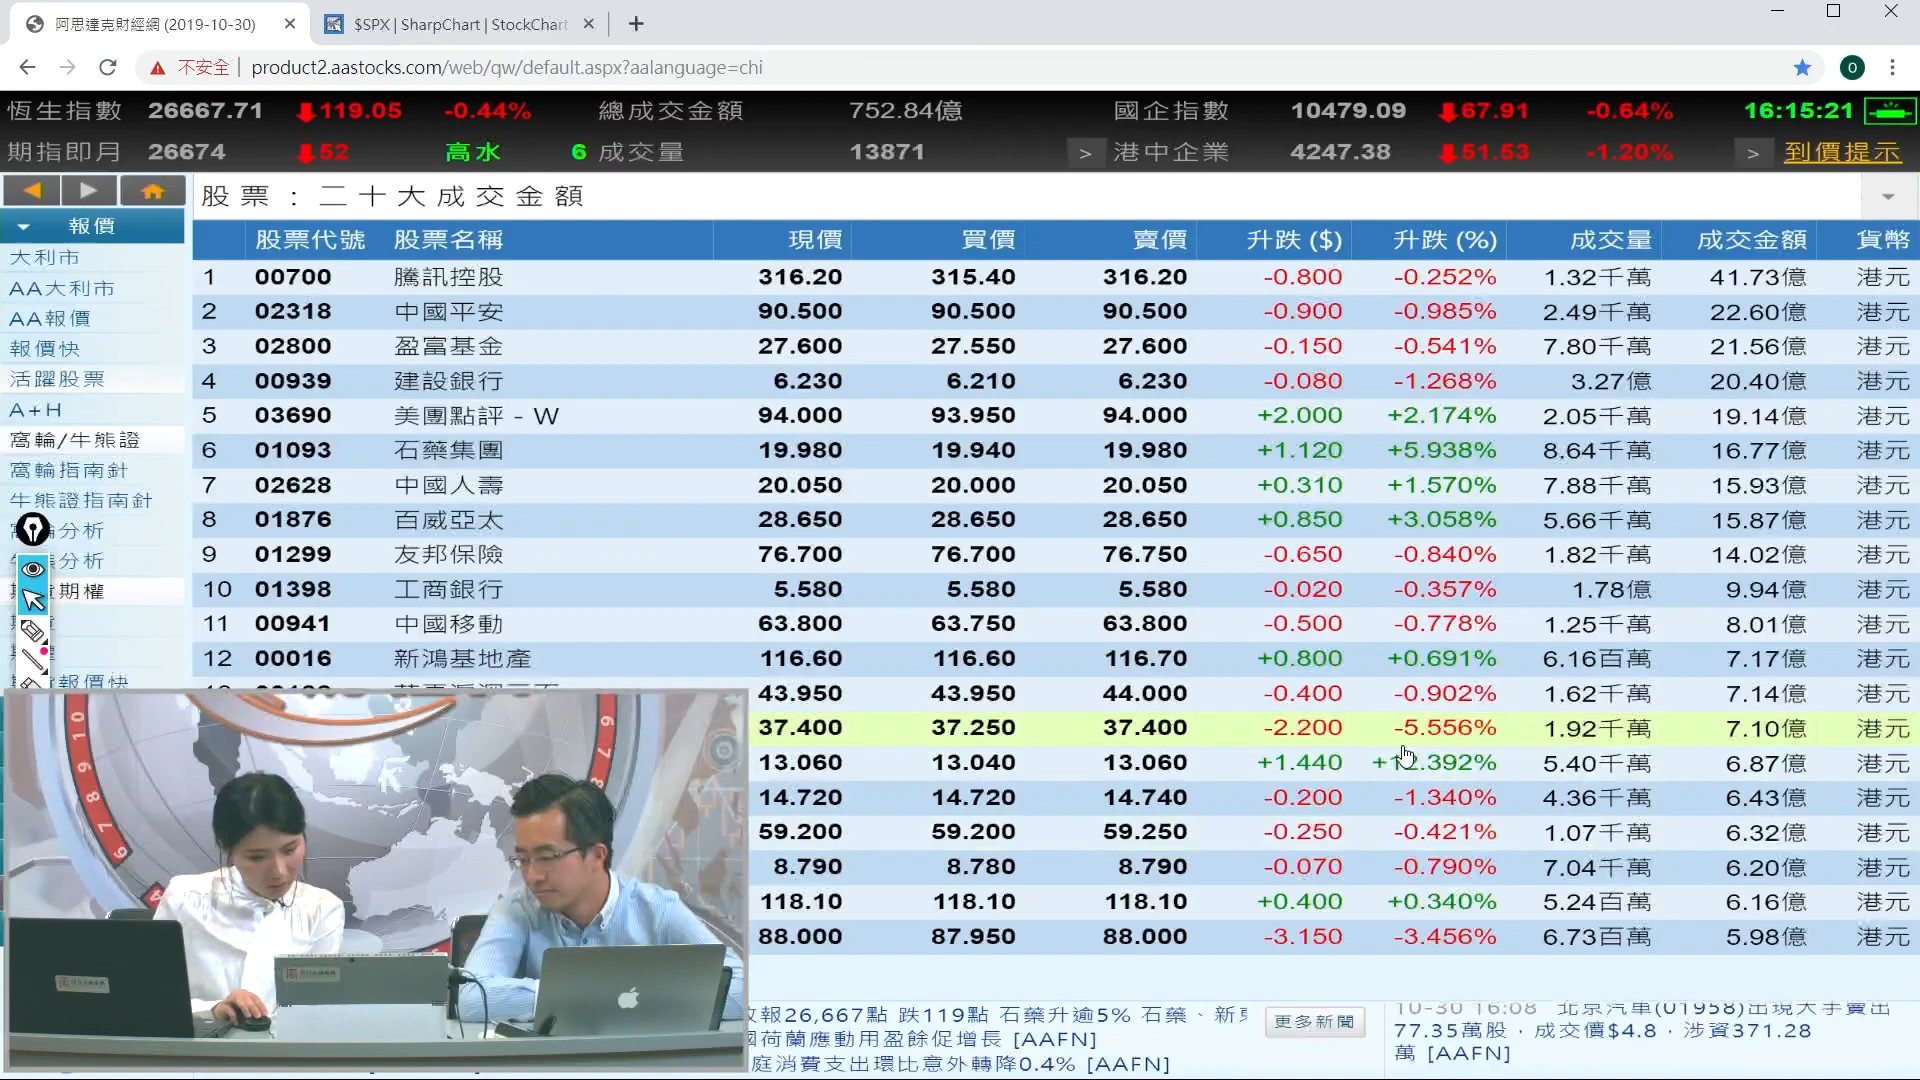 阿思達克財經網 (2019-10-30)
$SPX | SharpChart | StockChart
不安全
product2.aastocks.com/web/qw/default.aspx?aalanguage=chi
恆生指數 26667.71 119.05 -0.44% 總成交金額 752.84億 國企指數 10479.09 67.91 -0.64% 16:15:21
期指即月 26674 52 高水 6 成交量 13871 > 港中企業 4247.38 51.53 -1.20% > 到價提示
股票：二十大成交金額
報價
大利市
AA大利市
AA報價
報價快
活躍股票
A+H
窩輪/牛熊證
窩輪指南針
牛熊證指南針
分析
分析
期權
報價快
股票代號 股票名稱 現價 買價 賣價 升跌 ($) 升跌 (%) 成交量 成交金額 貨幣
1 00700 騰訊控股 316.20 315.40 316.20 -0.800 -0.252% 1.32千萬 41.73億 港元
2 02318 中國平安 90.500 90.500 90.500 -0.900 -0.985% 2.49千萬 22.60億 港元
3 02800 盈富基金 27.600 27.550 27.600 -0.150 -0.541% 7.80千萬 21.56億 港元
4 00939 建設銀行 6.230 6.210 6.230 -0.080 -1.268% 3.27億 20.40億 港元
5 03690 美團點評 - W 94.000 93.950 94.000 +2.000 +2.174% 2.05千萬 19.14億 港元
6 01093 石藥集團 19.980 19.940 19.980 +1.120 +5.938% 8.64千萬 16.77億 港元
7 02628 中國人壽 20.050 20.000 20.050 +0.310 +1.570% 7.88千萬 15.93億 港元
8 01876 百威亞太 28.650 28.650 28.650 +0.850 +3.058% 5.66千萬 15.87億 港元
9 01299 友邦保險 76.700 76.700 76.750 -0.650 -0.840% 1.82千萬 14.02億 港元
10 01398 工商銀行 5.580 5.580 5.580 -0.020 -0.357% 1.78億 9.94億 港元
11 00941 中國移動 63.800 63.750 63.800 -0.500 -0.778% 1.25千萬 8.01億 港元
12 00016 新鴻基地產 116.60 116.60 116.70 +0.800 +0.691% 6.16百萬 7.17億 港元
43.950 43.950 44.000 -0.400 -0.902% 1.62千萬 7.14億 港元
37.400 37.250 37.400 -2.200 -5.556% 1.92千萬 7.10億 港元
13.060 13.040 13.060 +1.440 +12.392% 5.40千萬 6.87億 港元
14.720 14.720 14.740 -0.200 -1.340% 4.36千萬 6.43億 港元
59.200 59.200 59.250 -0.250 -0.421% 1.07千萬 6.32億 港元
8.790 8.780 8.790 -0.070 -0.790% 7.04千萬 6.20億 港元
118.10 118.10 118.10 +0.400 +0.340% 5.24百萬 6.16億 港元
88.000 87.950 88.000 -3.150 -3.456% 6.73百萬 5.98億 港元
報26,667點 跌119點 石藥升逾5% 石藥、新
荷蘭應動用盈餘促增長 [AAFN]
庭消費支出環比意外轉降0.4% [AAFN]
更多新聞
10-30 16:08 北京汽車(01958)出現大手賣出
77.35萬股，成交價$4.8，涉資371.28
萬 [AAFN]